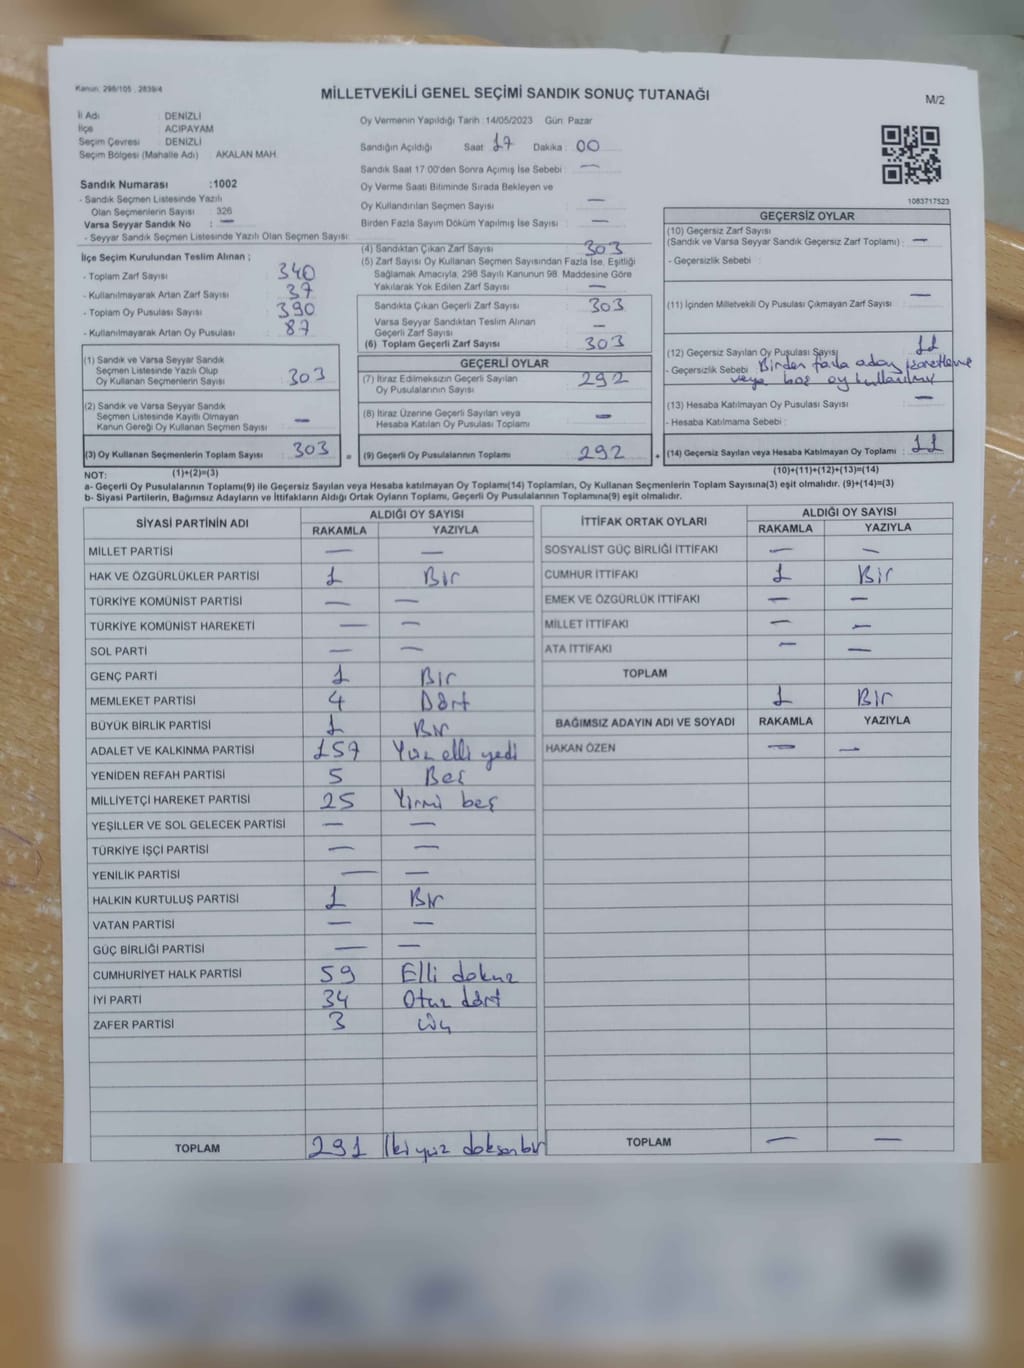 Kanun: 298/105 , 2839/4
MİLLETVEKİLİ GENEL SEÇİMİ SANDIK SONUÇ TUTANAĞI
M/2
İl Adı : DENİZLİ
İlçe : ACIPAYAM
Seçim Çevresi : DENİZLİ
Seçim Bölgesi (Mahalle Adı) : AKALAN MAH.
Sandık Numarası :1002
- Sandık Seçmen Listesinde Yazılı
Olan Seçmenlerin Sayısı : 326
Varsa Seyyar Sandık No : —
- Seyyar Sandık Seçmen Listesinde Yazılı Olan Seçmen Sayısı:
Oy Vermenin Yapıldığı Tarih :14/05/2023 Gün: Pazar
Sandığın Açıldığı Saat : 17 Dakika : 00
Sandık Saat 17:00'den Sonra Açımış İse Sebebi : —
Oy Verme Saati Bitiminde Sırada Bekleyen ve
Oy Kullandırılan Seçmen Sayısı : —
Birden Fazla Sayım Döküm Yapılmış İse Sayısı : —
1083717523
İlçe Seçim Kurulundan Teslim Alınan ;
- Toplam Zarf Sayısı : 340
- Kullanılmayarak Artan Zarf Sayısı : 37
- Toplam Oy Pusulası Sayısı : 390
- Kullanılmayarak Artan Oy Pusulası : 87
(1) Sandık ve Varsa Seyyar Sandık
Seçmen Listesinde Yazılı Olup
Oy Kullanan Seçmenlerin Sayısı : 303
(2) Sandık ve Varsa Seyyar Sandık
Seçmen Listesinde Kayıtlı Olmayan
Kanun Gereği Oy Kullanan Seçmen Sayısı : —
(3) Oy Kullanan Seçmenlerin Toplam Sayısı : 303
(4) Sandıktan Çıkan Zarf Sayısı : 303
(5) Zarf Sayısı Oy Kullanan Seçmen Sayısından Fazla İse, Eşitliği
Sağlamak Amacıyla, 298 Sayılı Kanunun 98. Maddesine Göre
Yakılarak Yok Edilen Zarf Sayısı : —
Sandıkta Çıkan Geçerli Zarf Sayısı : 303
Varsa Seyyar Sandıktan Teslim Alınan
Geçerli Zarf Sayısı : —
(6) Toplam Geçerli Zarf Sayısı : 303
GEÇERLİ OYLAR
(7) İtiraz Edilmeksizin Geçerli Sayılan
Oy Pusulalarının Sayısı : 292
(8) İtiraz Üzerine Geçerli Sayılan veya
Hesaba Katılan Oy Pusulası Toplamı : —
= (9) Geçerli Oy Pusulalarının Toplamı : 292
GEÇERSİZ OYLAR
(10) Geçersiz Zarf Sayısı
(Sandık ve Varsa Seyyar Sandık Geçersiz Zarf Toplamı) : —
- Geçersizlik Sebebi :
(11) İçinden Milletvekili Oy Pusulası Çıkmayan Zarf Sayısı : —
(12) Geçersiz Sayılan Oy Pusulası Sayısı : 11
- Geçersizlik Sebebi : Birden fazla aday işaretleme
veya boş oy kullanılmış
(13) Hesaba Katılmayan Oy Pusulası Sayısı : —
- Hesaba Katılmama Sebebi :
+ (14) Geçersiz Sayılan veya Hesaba Katılmayan Oy Toplamı : 11
NOT: (1)+(2)=(3) (10)+(11)+(12)+(13)=(14)
a- Geçerli Oy Pusulaları Toplamı(9) ile Geçersiz Sayılan veya Hesaba katılmayan Oy Toplamı(14) Toplamları, Oy Kullanan Seçmenlerin Toplam Sayısına(3) eşit olmalıdır. (9)+(14)=(3)
b- Siyasi Partilerin, Bağımsız Adayların ve İttifakların Aldığı Ortak Oyların Toplamı, Geçerli Oy Pusulalarının Toplamına(9) eşit olmalıdır.
SİYASİ PARTİNİN ADI ALDIĞI OY SAYISI
RAKAMLA YAZIYLA
MİLLET PARTİSİ — —
HAK VE ÖZGÜRLÜKLER PARTİSİ 1 Bir
TÜRKİYE KOMÜNİST PARTİSİ — —
TÜRKİYE KOMÜNİST HAREKETİ — —
SOL PARTİ — —
GENÇ PARTİ 1 Bir
MEMLEKET PARTİSİ 4 Dört
BÜYÜK BİRLİK PARTİSİ 1 Bir
ADALET VE KALKINMA PARTİSİ 157 Yüz elli yedi
YENİDEN REFAH PARTİSİ 5 Beş
MİLLİYETÇİ HAREKET PARTİSİ 25 Yirmi beş
YEŞİLLER VE SOL GELECEK PARTİSİ — —
TÜRKİYE İŞÇİ PARTİSİ — —
YENİLİK PARTİSİ — —
HALKIN KURTULUŞ PARTİSİ 1 Bir
VATAN PARTİSİ — —
GÜÇ BİRLİĞİ PARTİSİ — —
CUMHURİYET HALK PARTİSİ 59 Elli dokuz
İYİ PARTİ 34 Otuz dört
ZAFER PARTİSİ 3 Üç
TOPLAM 291 İkiyüz doksanbir
İTTİFAK ORTAK OYLARI ALDIĞI OY SAYISI
RAKAMLA YAZIYLA
SOSYALİST GÜÇ BİRLİĞİ İTTİFAKI — —
CUMHUR İTTİFAKI 1 Bir
EMEK VE ÖZGÜRLÜK İTTİFAKI — —
MİLLET İTTİFAKI — —
ATA İTTİFAKI — —
TOPLAM 1 Bir
BAĞIMSIZ ADAYIN ADI VE SOYADI RAKAMLA YAZIYLA
HAKAN ÖZEN — —
TOPLAM — —